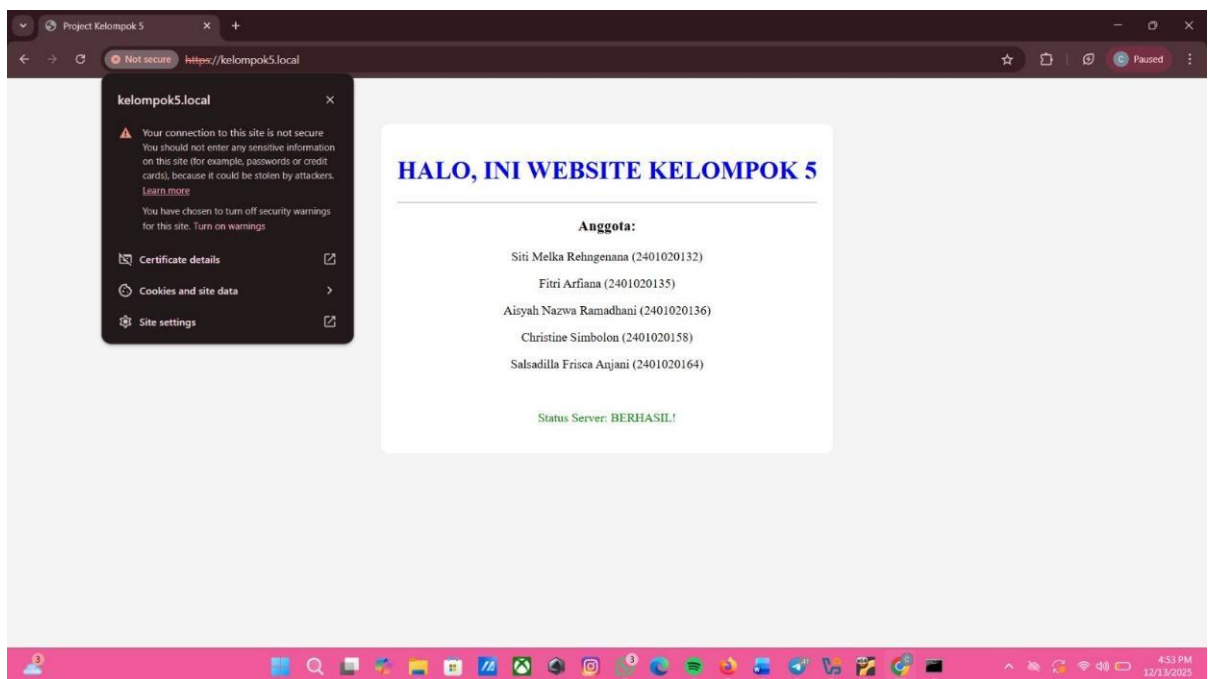 Project Kelompok 5
Not secure https://kelompok5.local
Paused
kelompok5.local
Your connection to this site is not secure
You should not enter any sensitive information
on this site (for example, passwords or credit
cards), because it could be stolen by attackers.
Learn more
You have chosen to turn off security warnings
for this site. Turn on warnings
Certificate details
Cookies and site data
Site settings
HALO, INI WEBSITE KELOMPOK 5
Anggota:
Siti Melka Rehngenana (2401020132)
Fitri Arfiana (2401020135)
Aisyah Nazwa Ramadhani (2401020136)
Christine Simbolon (2401020158)
Salsadilla Frisca Anjani (2401020164)
Status Server: BERHASIL!
3
3
4:53 PM
12/13/2025